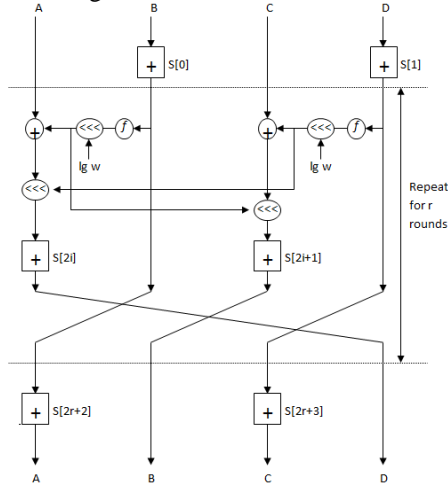 A B C D
+ S[0] + S[1]
+ <<< f + <<< f
lg w lg w
<<< <<<
Repeat
for r
rounds
+ S[2i] + S[2i+1]
+ S[2r+2] + S[2r+3]
A B C D